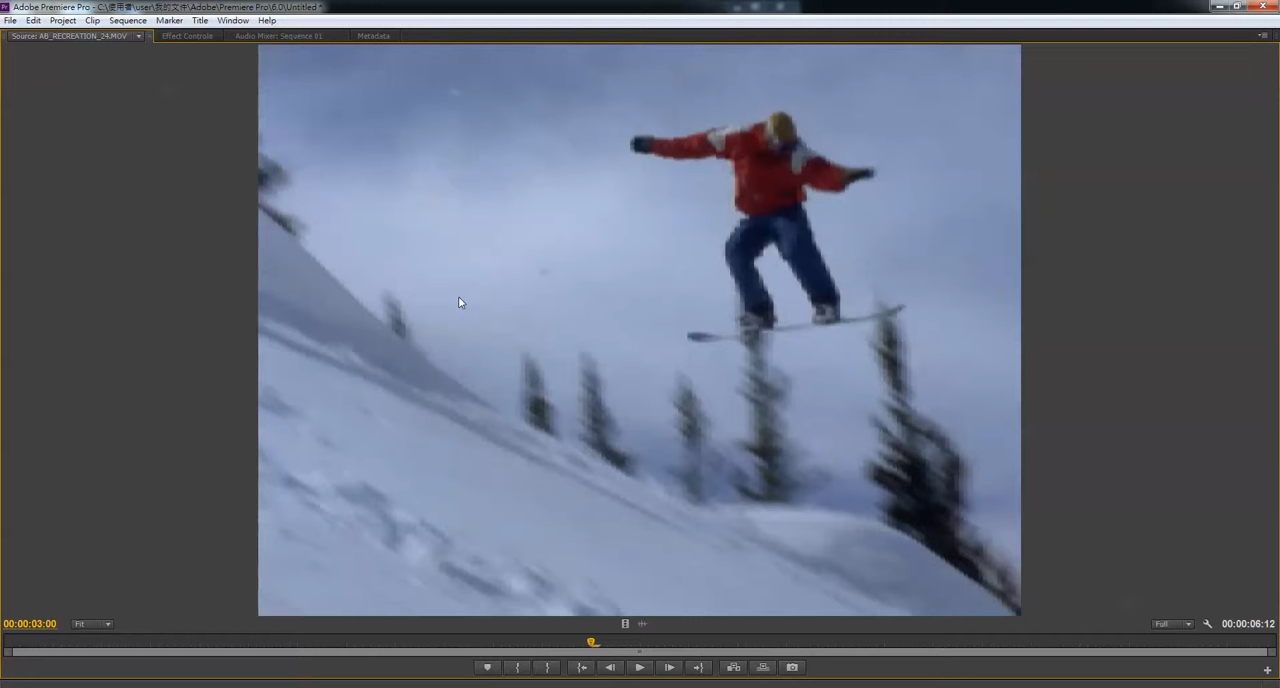 Pr Adobe Premiere Pro - C:\使用者\user\我的文件\Adobe\Premiere Pro\6.0\Untitled *
File Edit Project Clip Sequence Marker Title Window Help
Source: AB_RECREATION_24.MOV Effect Controls Audio Mixer: Sequence 01 Metadata
00:00:03:00 Fit Full 00:00:06:12